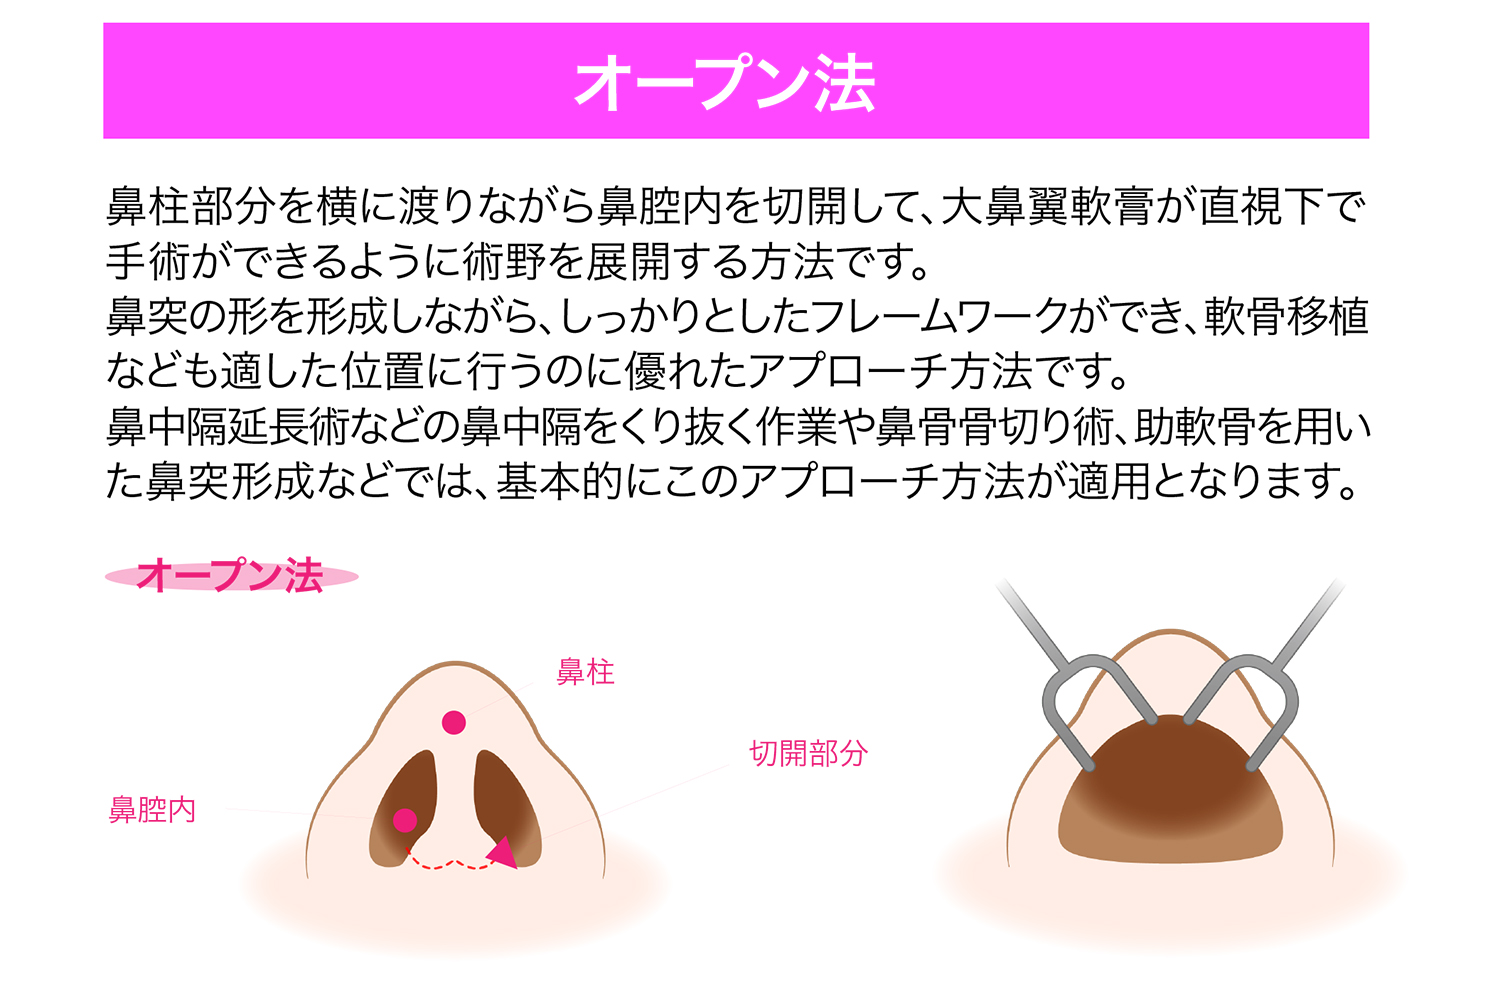 オープン法
鼻柱部分を横に渡りながら鼻腔内を切開して、大鼻翼軟膏が直視下で
手術ができるように術野を展開する方法です。
鼻突の形を形成しながら、しっかりとしたフレームワークができ、軟骨移植
なども適した位置に行うのに優れたアプローチ方法です。
鼻中隔延長術などの鼻中隔をくり抜く作業や鼻骨骨切り術、助軟骨を用い
た鼻突形成などでは、基本的にこのアプローチ方法が適用となります。
オープン法
鼻柱
切開部分
鼻腔内